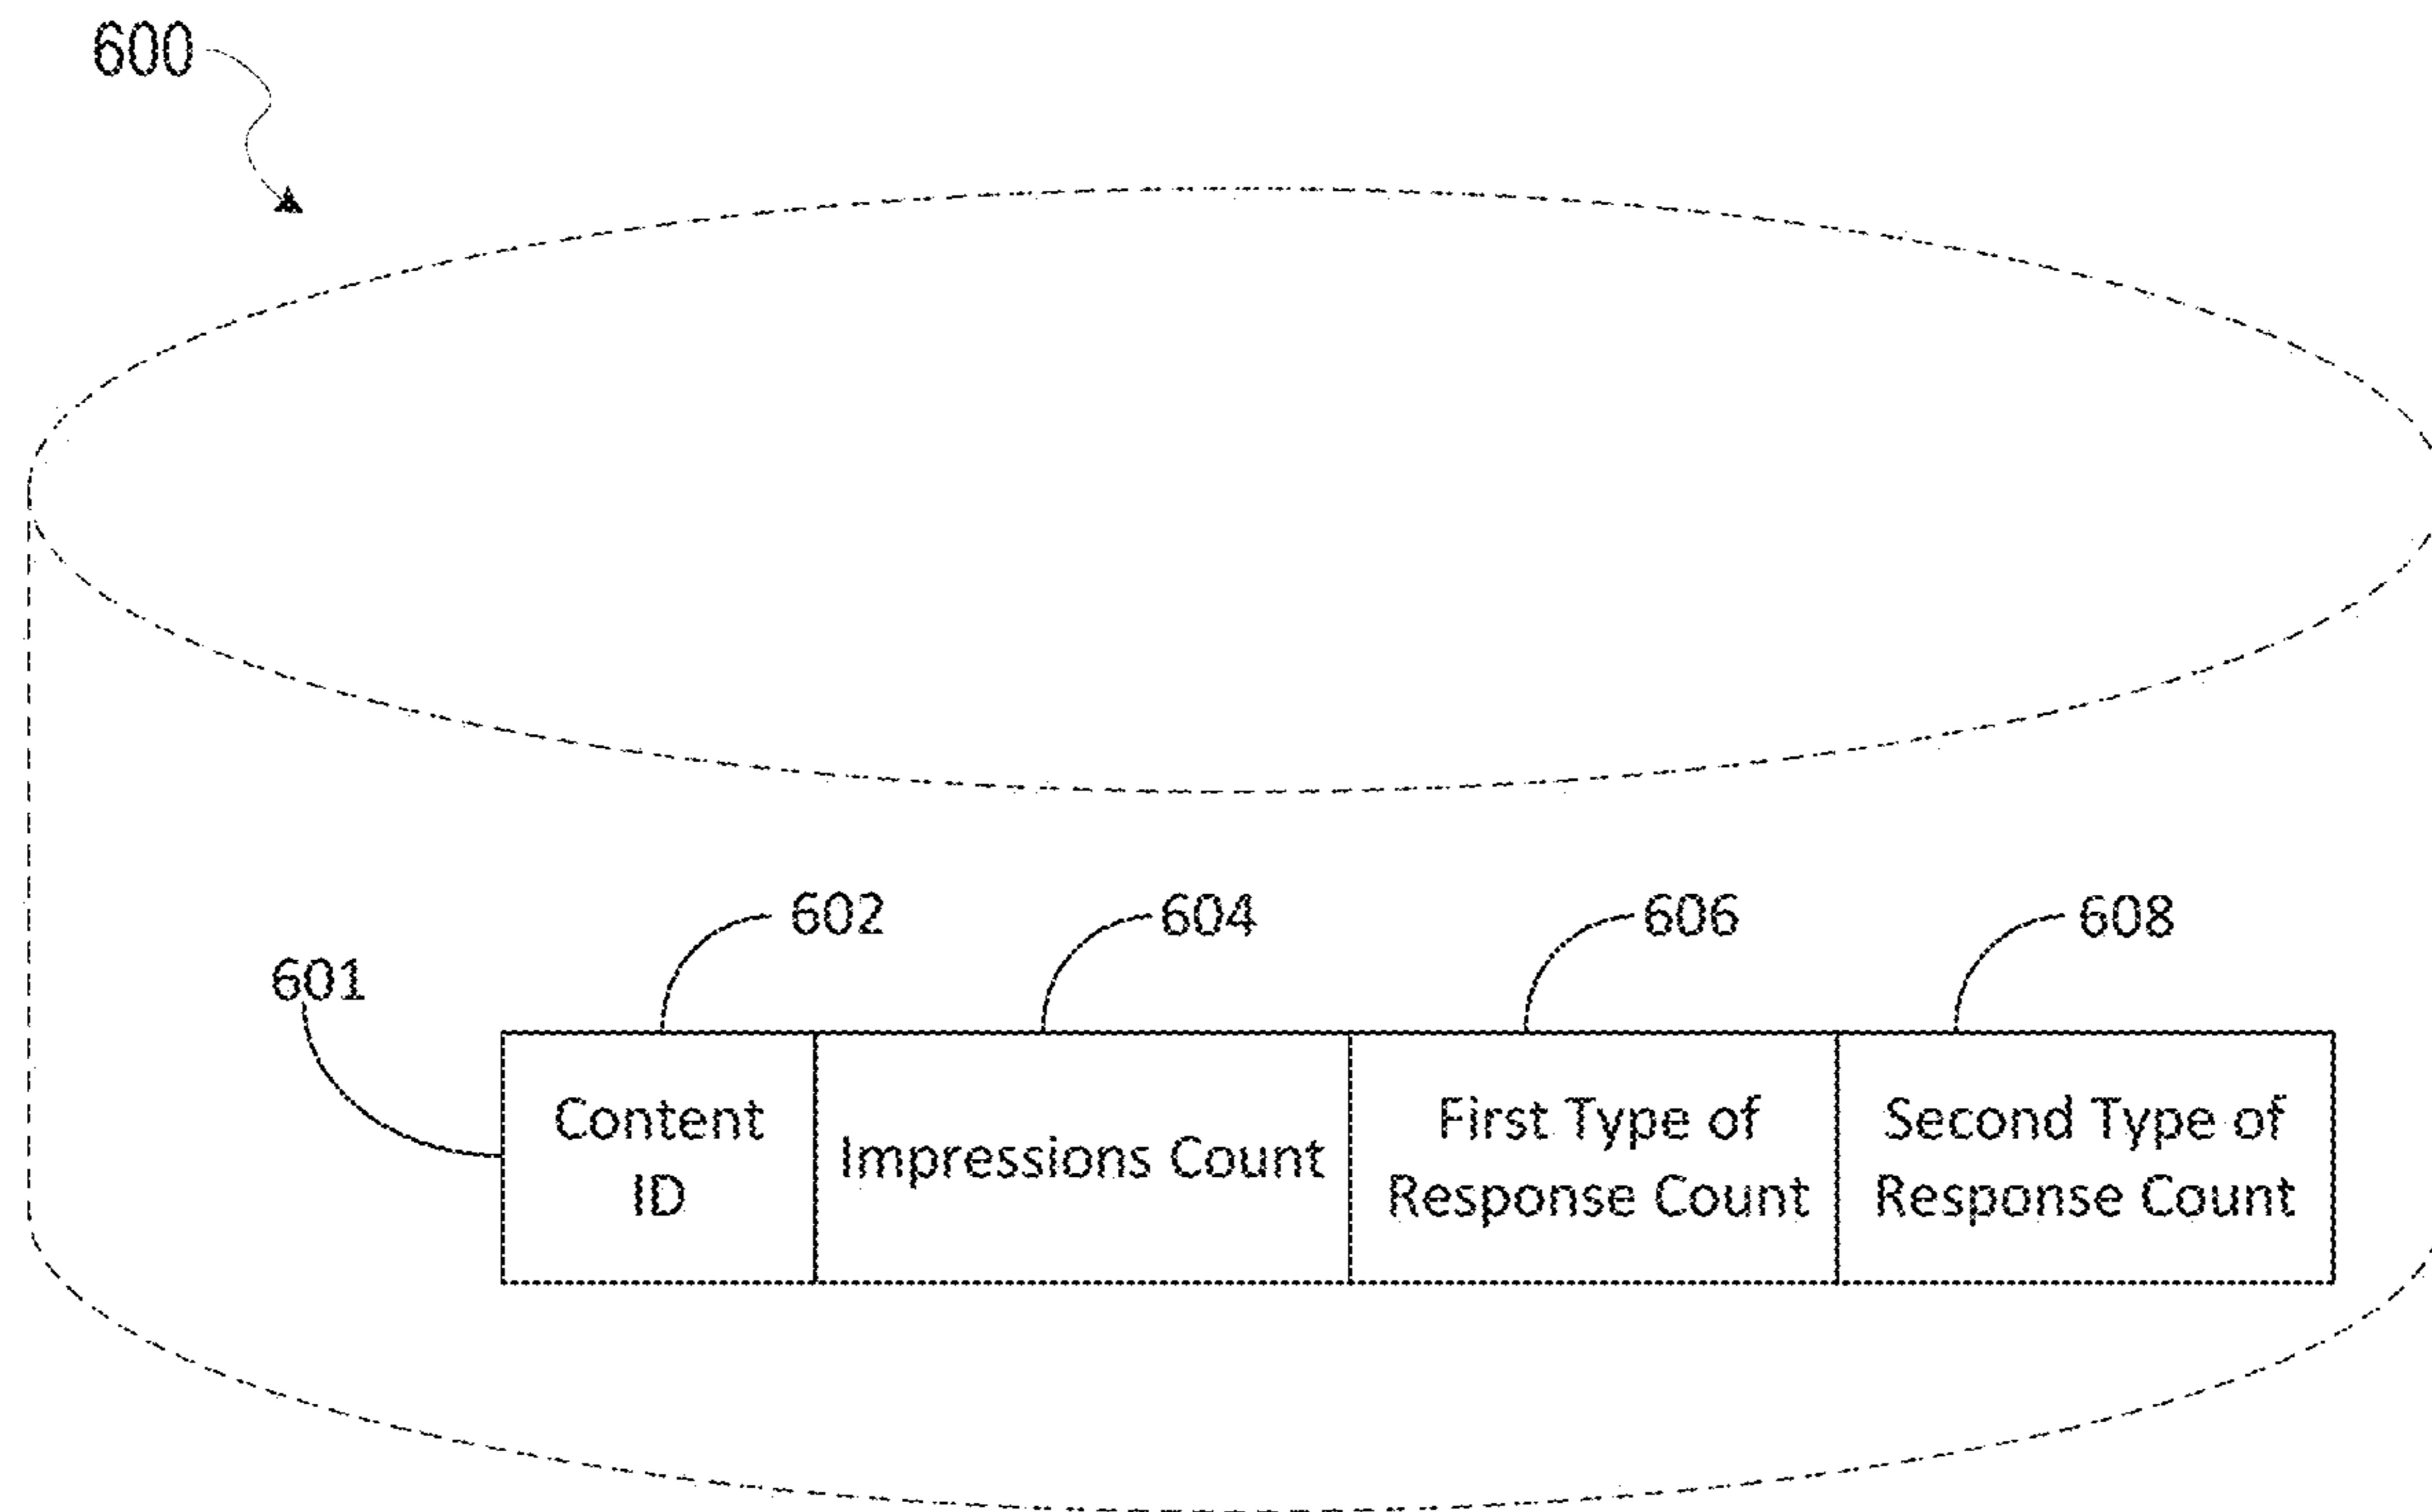 600
602
604
606
608
601
Content
ID
Impressions Count
First Type of
Response Count
Second Type of
Response Count